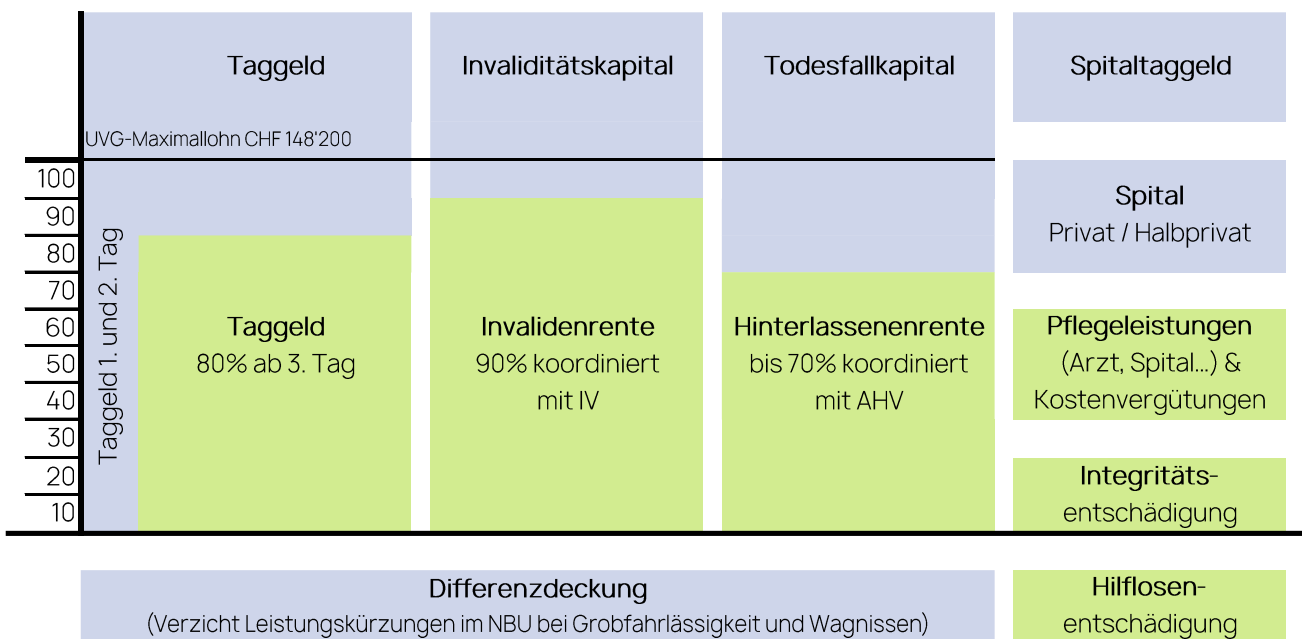 Taggeld
Invaliditätskapital
Todesfallkapital
Spitaltaggeld
UVG-Maximallohn CHF 148'200
100
90
80
70
60
50
40
30
20
10
Taggeld 1. und 2. Tag
Taggeld
80% ab 3. Tag
Invalidenrente
90% koordiniert
mit IV
Hinterlassenenrente
bis 70% koordiniert
mit AHV
Spital
Privat / Halbprivat
Pflegeleistungen
(Arzt, Spital...) &
Kostenvergütungen
Integritäts-
entschädigung
Differenzdeckung
(Verzicht Leistungskürzungen im NBU bei Grobfahrlässigkeit und Wagnissen)
Hilflosen-
entschädigung